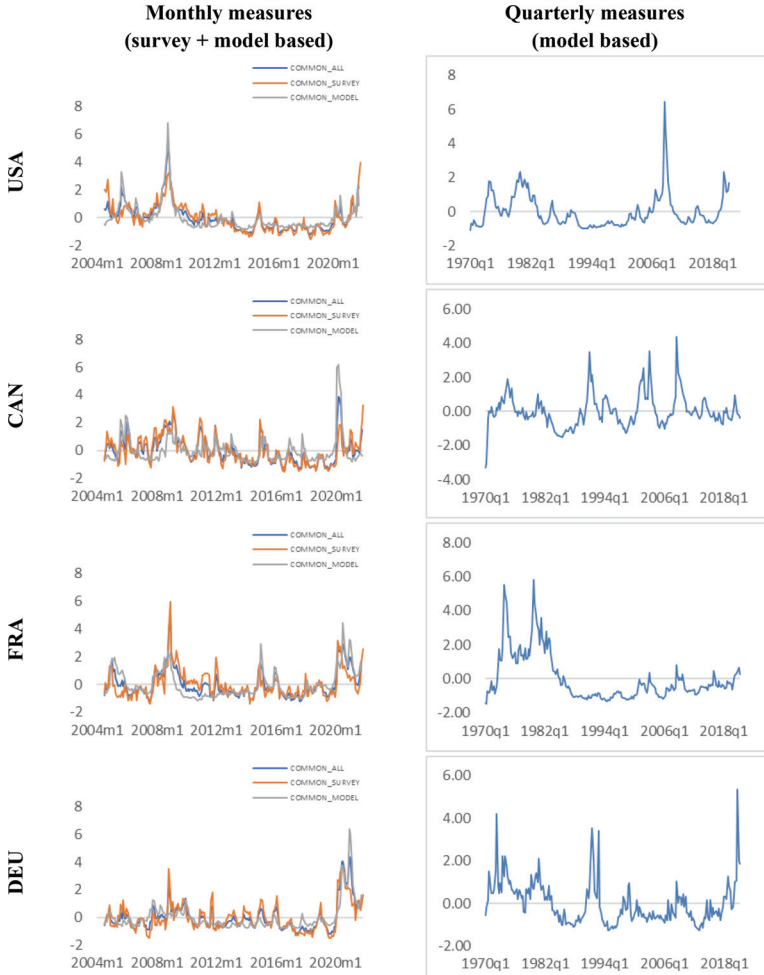 Monthly measures
(survey + model based)
Quarterly measures
(model based)
USA
COMMON_ALL
COMMON_SURVEY
COMMON_MODEL
8
6
4
2
0
-2
2004m1 2008m1 2012m1 2016m1 2020m1
8
6
4
2
0
-2
1970q1 1982q1 1994q1 2006q1 2018q1
CAN
COMMON_ALL
COMMON_SURVEY
COMMON_MODEL
8
6
4
2
0
-2
2004m1 2008m1 2012m1 2016m1 2020m1
6.00
4.00
2.00
0.00
-2.00
-4.00
1970q1 1982q1 1994q1 2006q1 2018q1
FRA
COMMON_ALL
COMMON_SURVEY
COMMON_MODEL
8
6
4
2
0
-2
2004m1 2008m1 2012m1 2016m1 2020m1
8.00
6.00
4.00
2.00
0.00
-2.00
1970q1 1982q1 1994q1 2006q1 2018q1
DEU
COMMON_ALL
COMMON_SURVEY
COMMON_MODEL
8
6
4
2
0
-2
2004m1 2008m1 2012m1 2016m1 2020m1
6.00
4.00
2.00
0.00
-2.00
1970q1 1982q1 1994q1 2006q1 2018q1